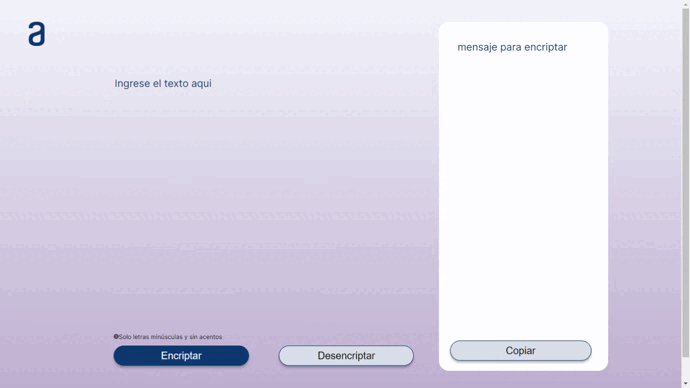 a
Ingrese el texto aqui
Solo letras minúsculas y sin acentos
Encriptar
Desencriptar
mensaje para encriptar
Copiar